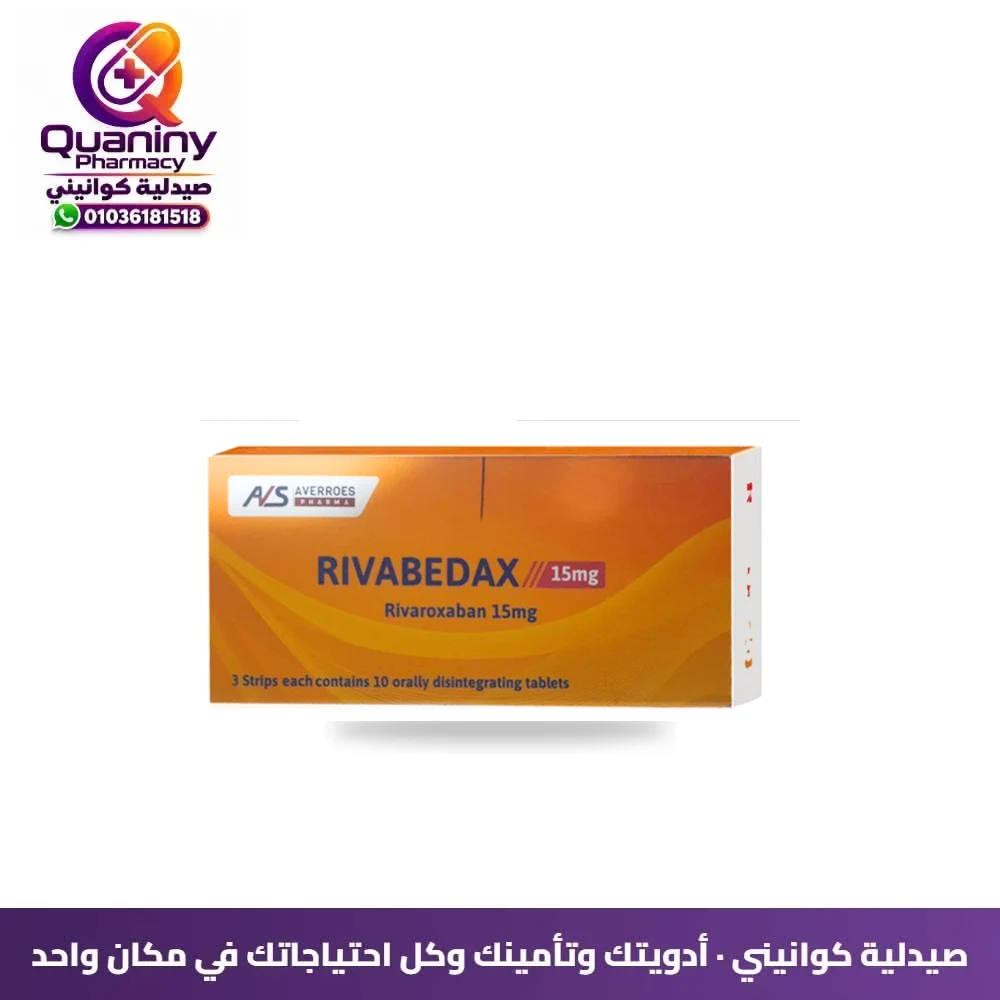 Quaniny
Pharmacy
صيدلية كوانيني
01036181518
AVS AVERROES
PHARMA
RIVABEDAX 15mg
Rivaroxaban 15mg
3 Strips each contains 10 orally disintegrating tablets
صيدلية كوانيني · أدويتك وتأمينك وكل احتياجاتك في مكان واحد